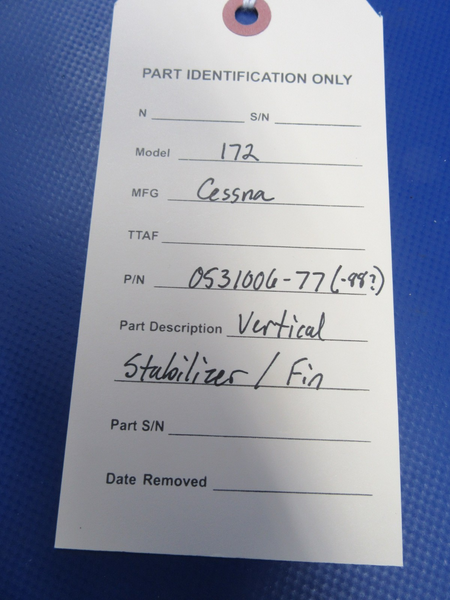 PART IDENTIFICATION ONLY
N S/N
Model 172
MFG Cessna
TTAF
P/N 0531006-77 (-88?)
Part Description Vertical
Stabilizer / Fin
Part S/N
Date Removed